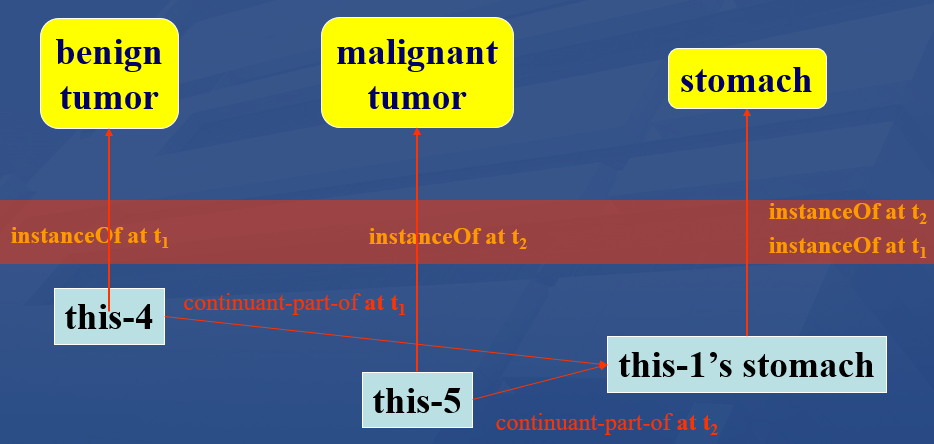 benign
tumor
malignant
tumor
stomach
instanceOf at t₁
instanceOf at t₂
instanceOf at t₂
instanceOf at t₁
this-4
continuant-part-of at t₁
this-1’s stomach
this-5
continuant-part-of at t₂